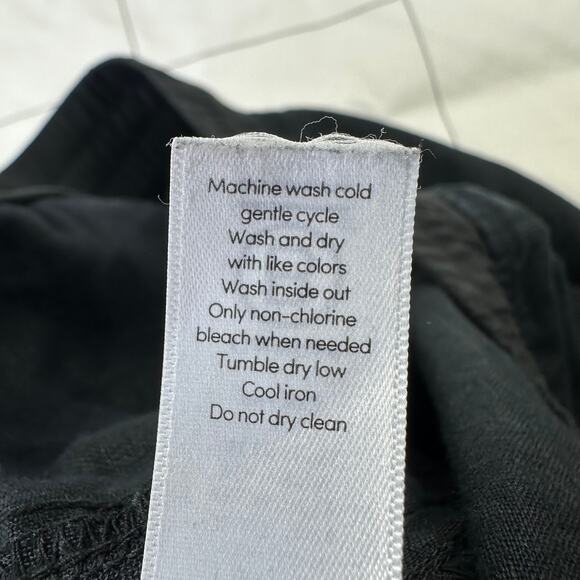 Machine wash cold
gentle cycle
Wash and dry
with like colors
Wash inside out
Only non-chlorine
bleach when needed
Tumble dry low
Cool iron
Do not dry clean